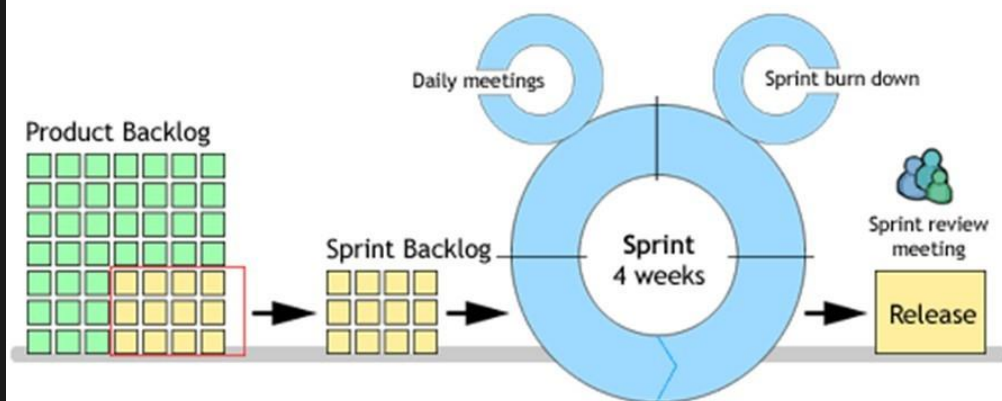 Daily meetings
Sprint burn down
Product Backlog
Sprint Backlog
Sprint
4 weeks
Sprint review
meeting
Release